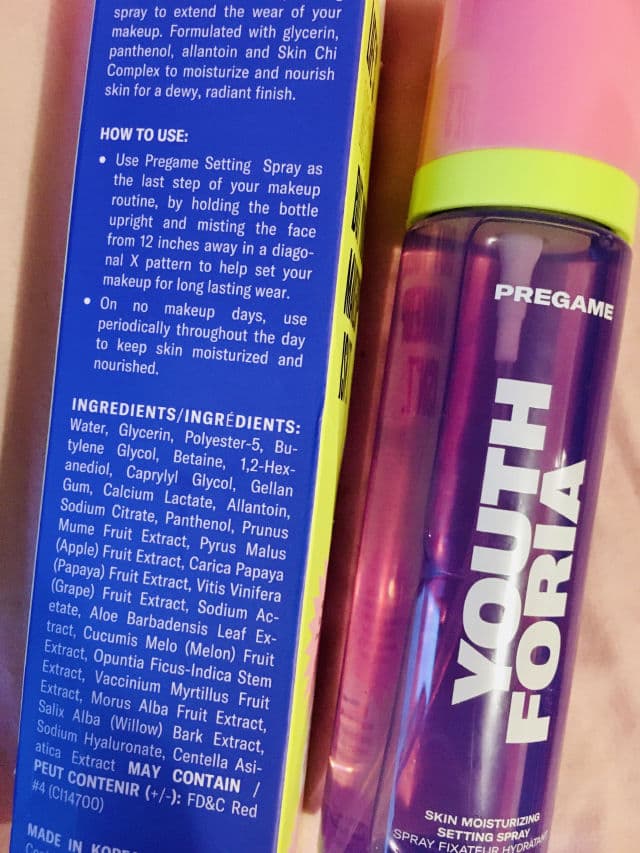 spray to extend the wear of your
makeup. Formulated with glycerin,
panthenol, allantoin and Skin Chi
Complex to moisturize and nourish
skin for a dewy, radiant finish.
HOW TO USE:
• Use Pregame Setting Spray as
the last step of your makeup
routine, by holding the bottle
upright and misting the face
from 12 inches away in a diago-
nal X pattern to help set your
makeup for long lasting wear.
• On no makeup days, use
periodically throughout the day
to keep skin moisturized and
nourished.
INGREDIENTS/INGRÉDIENTS:
Water, Glycerin, Polyester-5, Bu-
tylene Glycol, Betaine, 1,2-Hex-
anediol, Caprylyl Glycol, Gellan
Gum, Calcium Lactate, Allantoin,
Sodium Citrate, Panthenol, Prunus
Mume Fruit Extract, Pyrus Malus
(Apple) Fruit Extract, Carica Papaya
(Papaya) Fruit Extract, Vitis Vinifera
(Grape) Fruit Extract, Sodium Ac-
etate, Aloe Barbadensis Leaf Ex-
tract, Cucumis Melo (Melon) Fruit
Extract, Opuntia Ficus-Indica Stem
Extract, Vaccinium Myrtillus Fruit
Extract, Morus Alba Fruit Extract,
Salix Alba (Willow) Bark Extract,
Sodium Hyaluronate, Centella Asi-
atica Extract MAY CONTAIN /
PEUT CONTENIR (+/-): FD&C Red
#4 (CI14700)
MADE IN KOREA
PREGAME
YOUTH
FORIA
SKIN MOISTURIZING
SETTING SPRAY
SPRAY FIXATEUR HYDRATANT